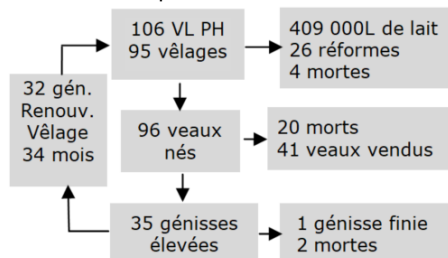 106 VL PH
95 vêlages
409 000L de lait
26 réformes
4 mortes
32 gén.
Renouv.
Vêlage
34 mois
96 veaux
nés
20 morts
41 veaux vendus
35 génisses
élevées
1 génisse finie
2 mortes